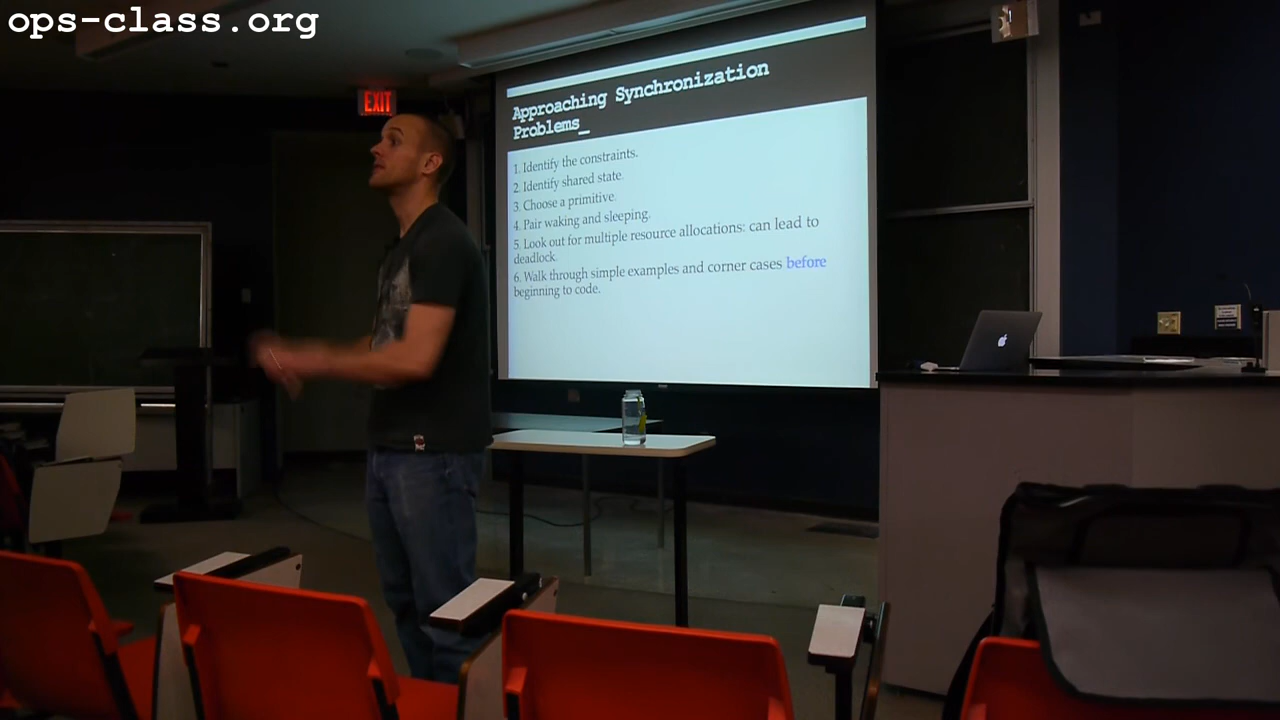 ops-class.org
EXIT
Approaching Synchronization
Problems_
1. Identify the constraints.
2. Identify shared state.
3. Choose a primitive.
4. Pair waking and sleeping.
5. Look out for multiple resource allocations: can lead to
deadlock.
6. Walk through simple examples and corner cases before
beginning to code.